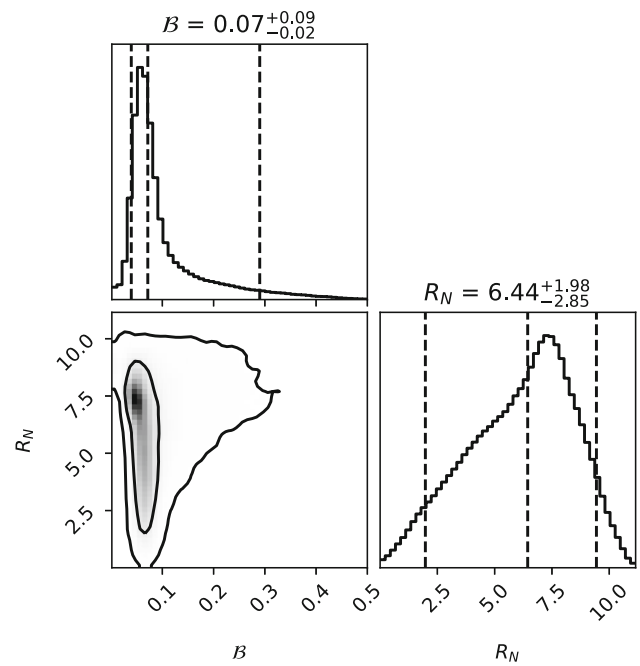 𝓑 = 0.07⁺⁰·⁰⁹₋₀.₀₂
R_N = 6.44⁺¹·⁹⁸₋₂.₈₅
10.0
7.5
5.0
2.5
R_N
0.1 0.2 0.3 0.4 0.5
𝓑
2.5 5.0 7.5 10.0
R_N